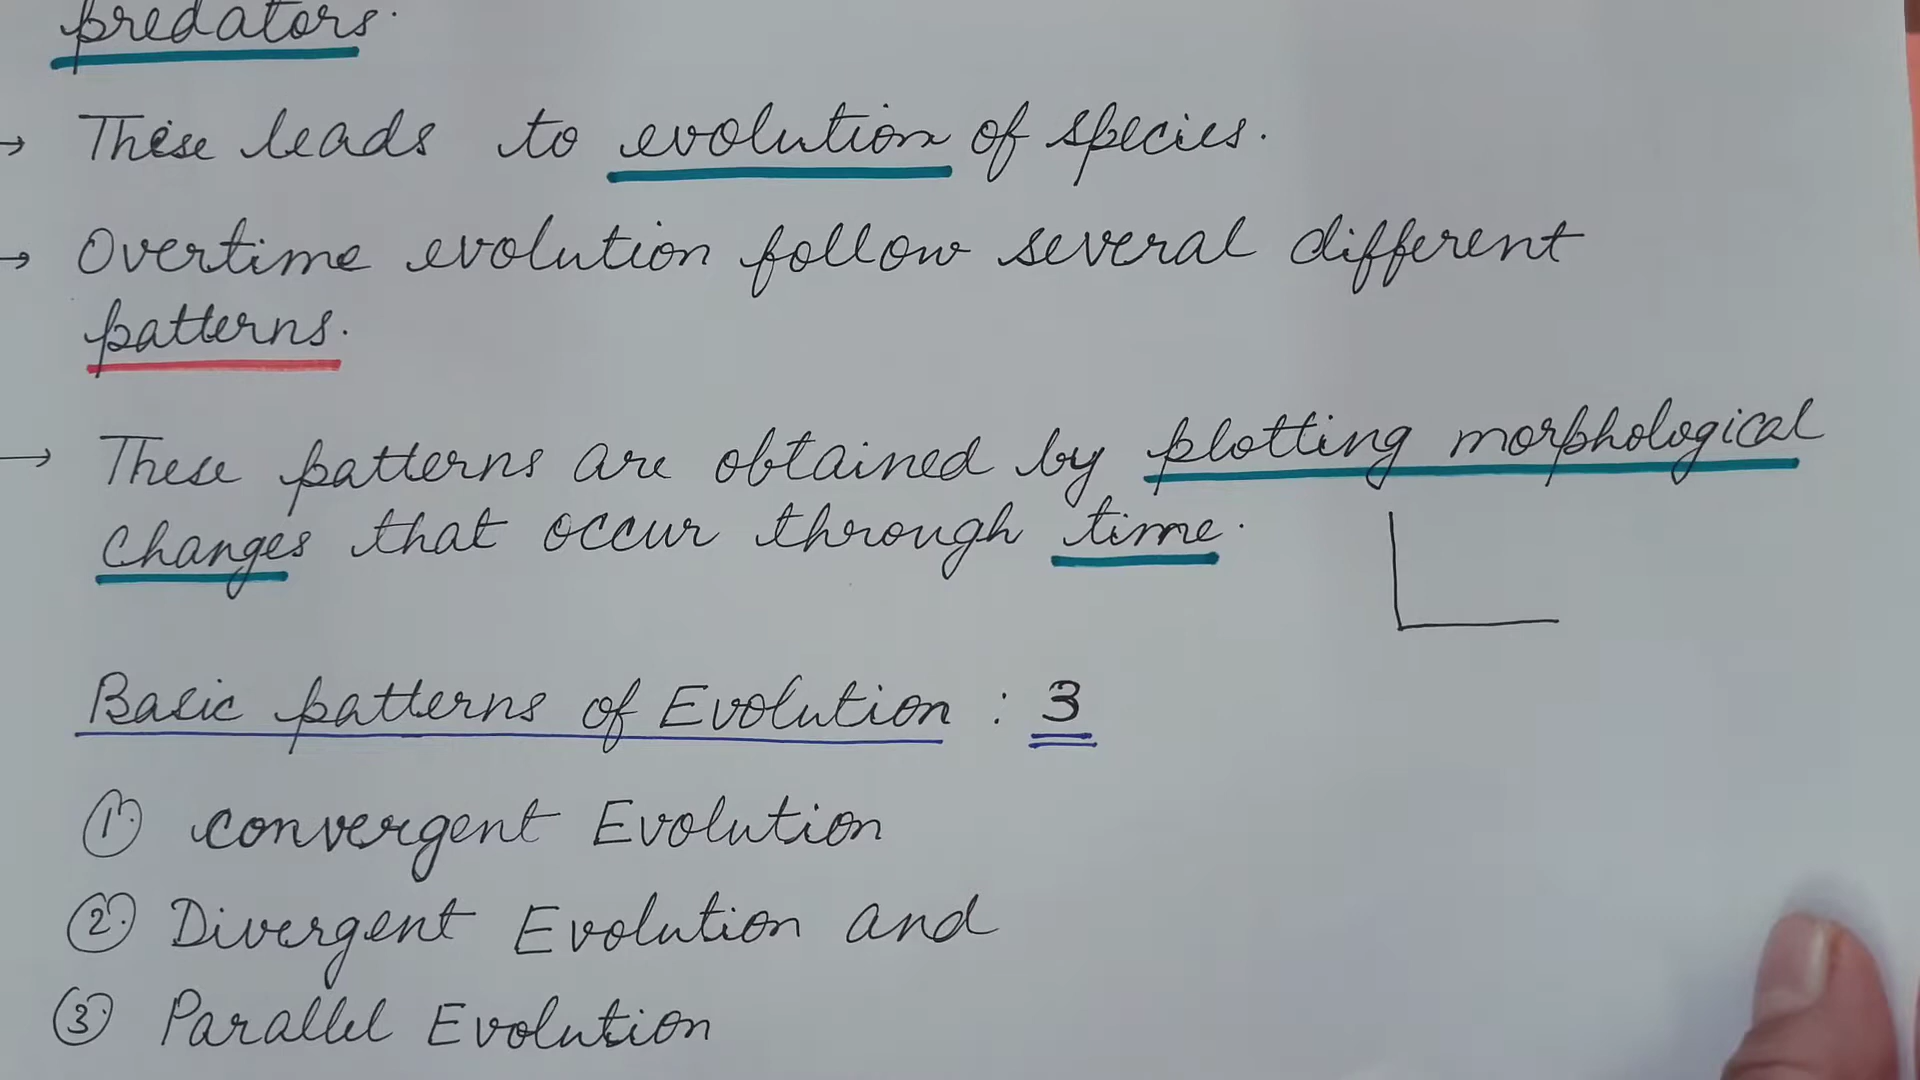 predators.
→ These leads to evolution of species.
→ Overtime evolution follow several different
patterns.
→ These patterns are obtained by plotting morphological
changes that occur through time.
Basic patterns of Evolution : 3
① convergent Evolution
② Divergent Evolution and
③ Parallel Evolution